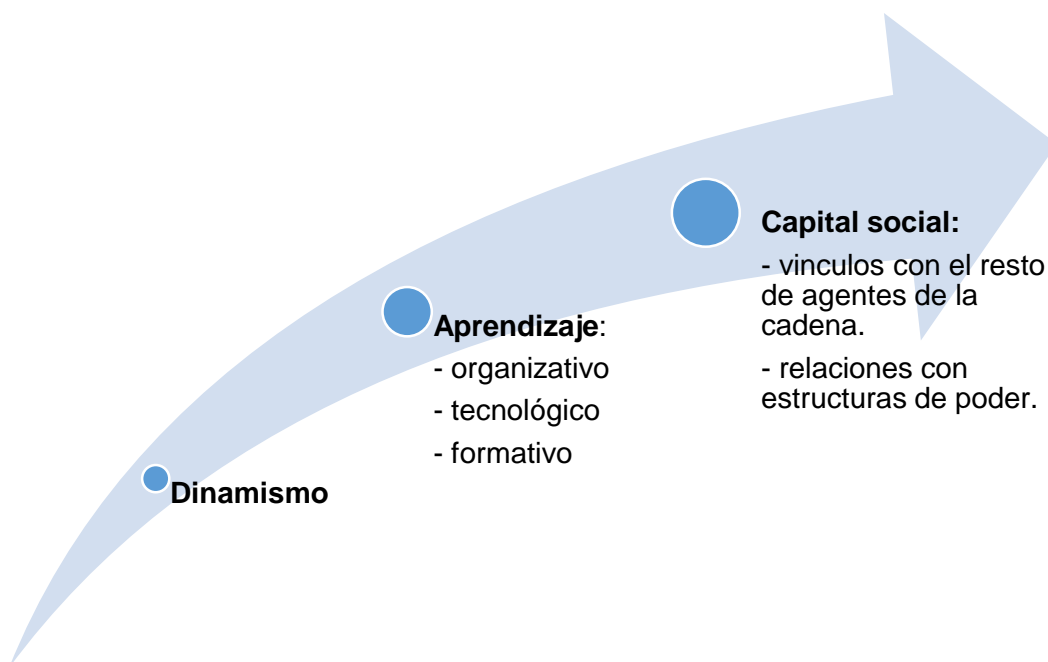 Capital social:
- vinculos con el resto
de agentes de la
cadena.
- relaciones con
estructuras de poder.
Aprendizaje:
- organizativo
- tecnológico
- formativo
Dinamismo